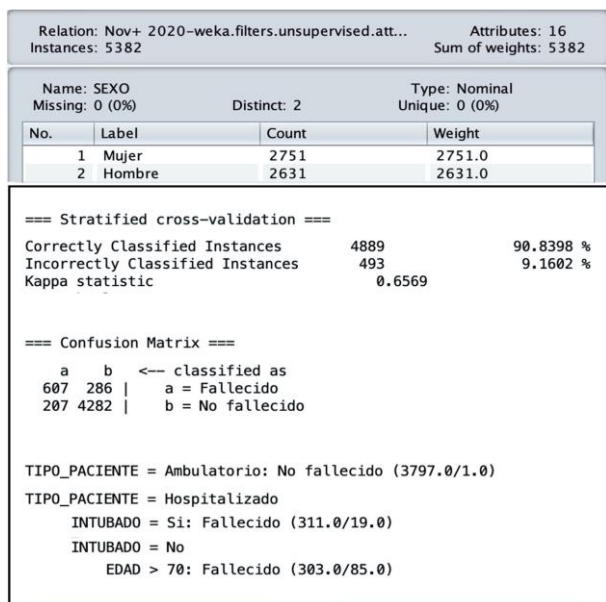 Relation: Nov+ 2020-weka.filters.unsupervised.att... Attributes: 16
Instances: 5382 Sum of weights: 5382
Name: SEXO Type: Nominal
Missing: 0 (0%) Distinct: 2 Unique: 0 (0%)
No. Label Count Weight
1 Mujer 2751 2751.0
2 Hombre 2631 2631.0
=== Stratified cross-validation ===
Correctly Classified Instances 4889 90.8398 %
Incorrectly Classified Instances 493 9.1602 %
Kappa statistic 0.6569
=== Confusion Matrix ===
a b <-- classified as
607 286 | a = Fallecido
207 4282 | b = No fallecido
TIPO_PACIENTE = Ambulatorio: No fallecido (3797.0/1.0)
TIPO_PACIENTE = Hospitalizado
INTUBADO = Si: Fallecido (311.0/19.0)
INTUBADO = No
EDAD > 70: Fallecido (303.0/85.0)